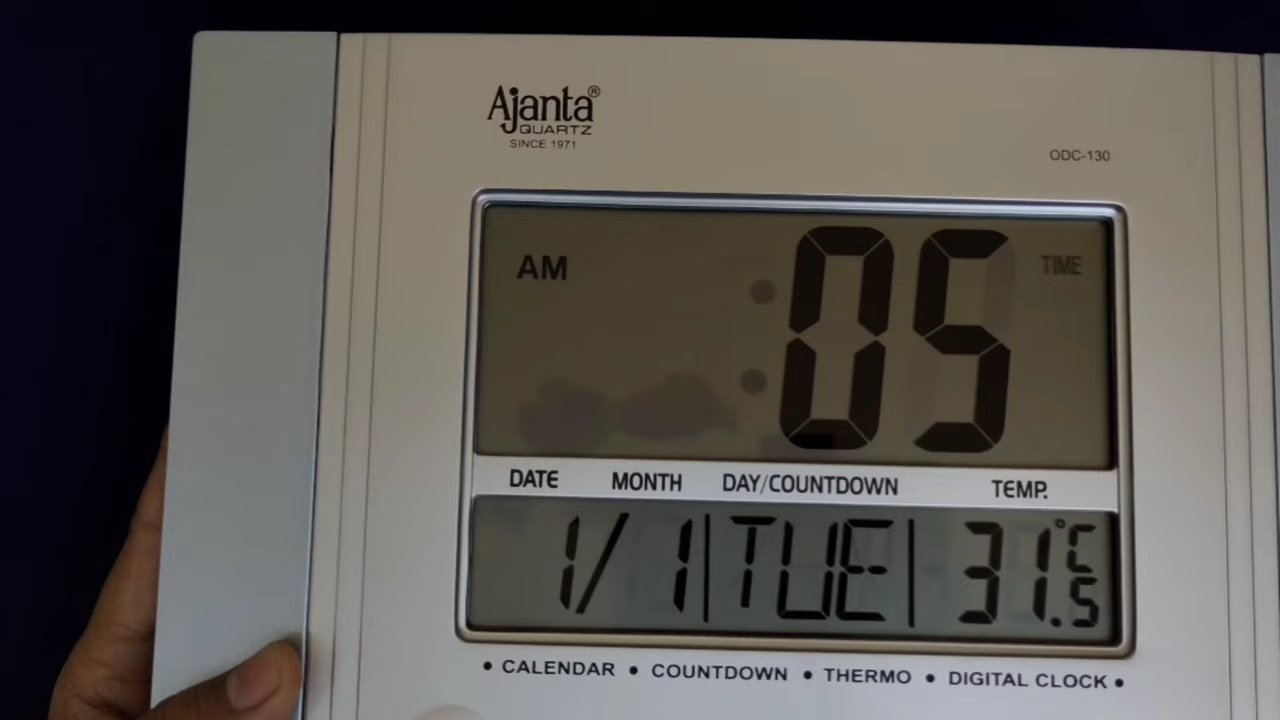 Ajanta®
QUARTZ
SINCE 1971
ODC-130
AM :05 TIME
DATE MONTH DAY/COUNTDOWN TEMP.
1/1 TUE 31.5°C
• CALENDAR • COUNTDOWN • THERMO • DIGITAL CLOCK •